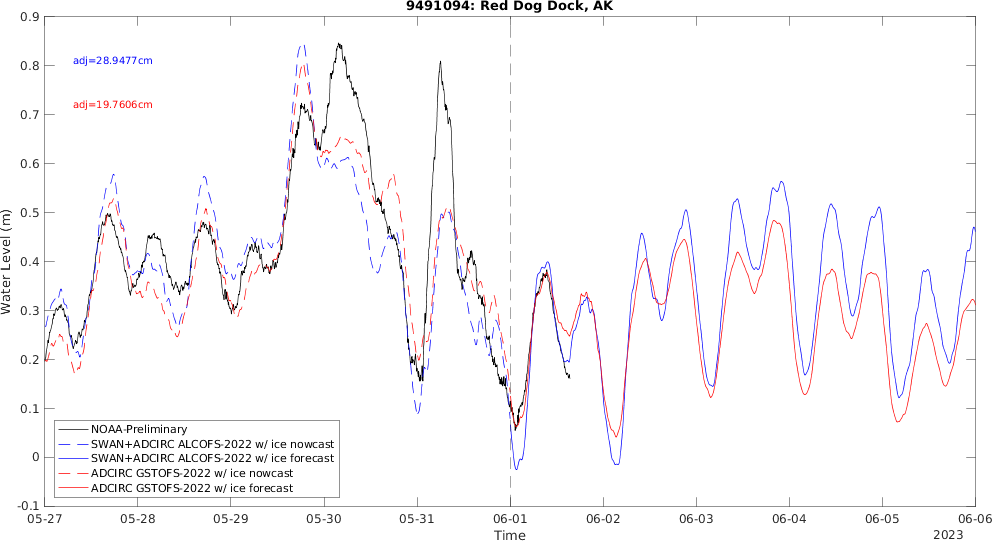 9491094: Red Dog Dock, AK
adj=28.9477cm
adj=19.7606cm
Water Level (m)
0.9
0.8
0.7
0.6
0.5
0.4
0.3
0.2
0.1
0
-0.1
NOAA-Preliminary
SWAN+ADCIRC ALCOFS-2022 w/ ice nowcast
SWAN+ADCIRC ALCOFS-2022 w/ ice forecast
ADCIRC GSTOFS-2022 w/ ice nowcast
ADCIRC GSTOFS-2022 w/ ice forecast
05-27 05-28 05-29 05-30 05-31 06-01 06-02 06-03 06-04 06-05 06-06
Time
2023